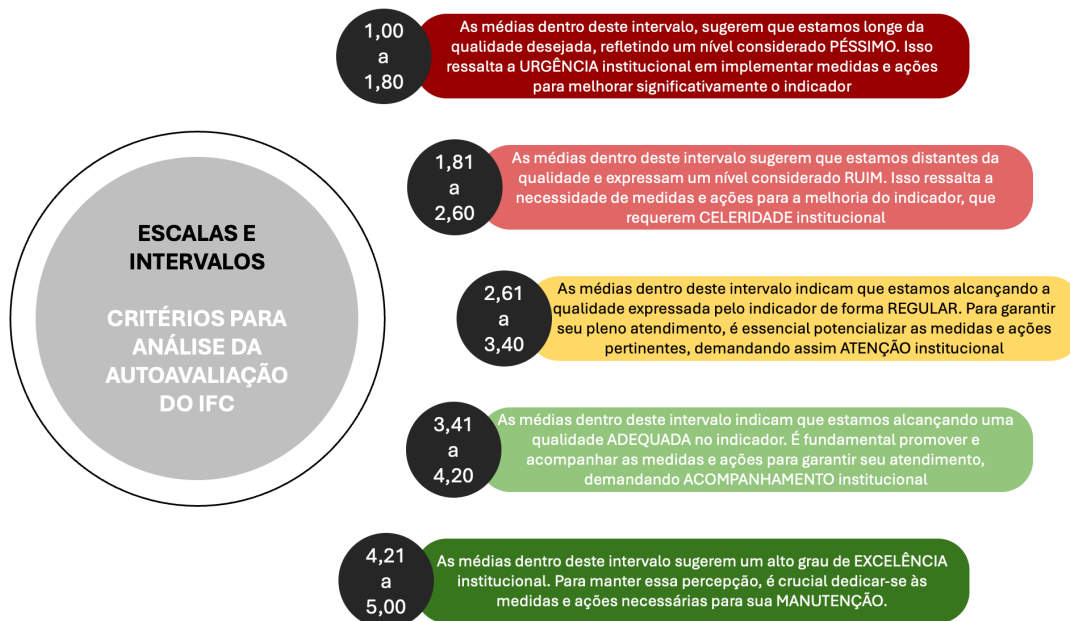 ESCALAS E
INTERVALOS
CRITÉRIOS PARA
ANÁLISE DA
AUTOAVALIAÇÃO
DO IFC
1,00
a
1,80
As médias dentro deste intervalo, sugerem que estamos longe da
qualidade desejada, refletindo um nível considerado PÉSSIMO. Isso
ressalta a URGÊNCIA institucional em implementar medidas e ações
para melhorar significativamente o indicador
1,81
a
2,60
As médias dentro deste intervalo sugerem que estamos distantes da
qualidade e expressam um nível considerado RUIM. Isso ressalta a
necessidade de medidas e ações para a melhoria do indicador, que
requerem CELERIDADE institucional
2,61
a
3,40
As médias dentro deste intervalo indicam que estamos alcançando a
qualidade expressada pelo indicador de forma REGULAR. Para garantir
seu pleno atendimento, é essencial potencializar as medidas e ações
pertinentes, demandando assim ATENÇÃO institucional
3,41
a
4,20
As médias dentro deste intervalo indicam que estamos alcançando uma
qualidade ADEQUADA no indicador. É fundamental promover e
acompanhar as medidas e ações para garantir seu atendimento,
demandando ACOMPANHAMENTO institucional
4,21
a
5,00
As médias dentro deste intervalo sugerem um alto grau de EXCELÊNCIA
institucional. Para manter essa percepção, é crucial dedicar-se às
medidas e ações necessárias para sua MANUTENÇÃO.